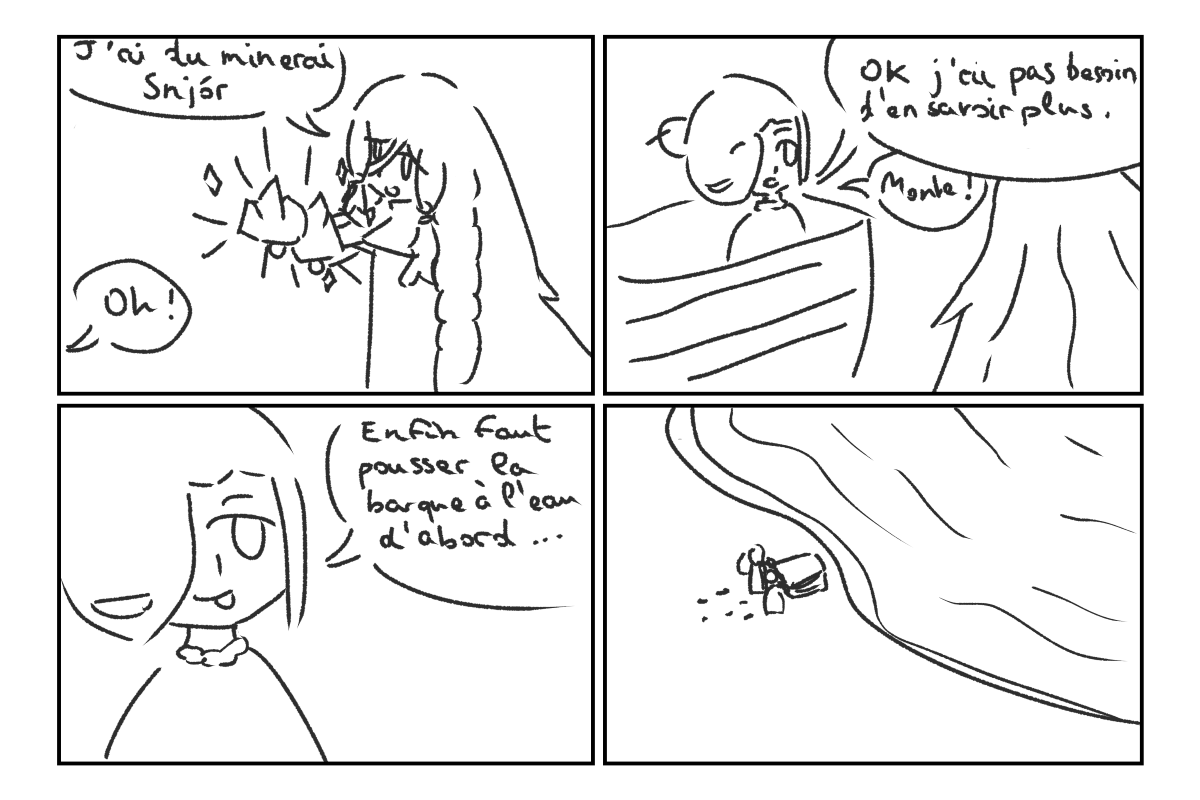 J'ai du minerai
Snjór
Oh !
OK j'ai pas besoin
d'en savoir plus.
Monte !
Enfin faut
pousser la
barque à l'eau
d'abord ...